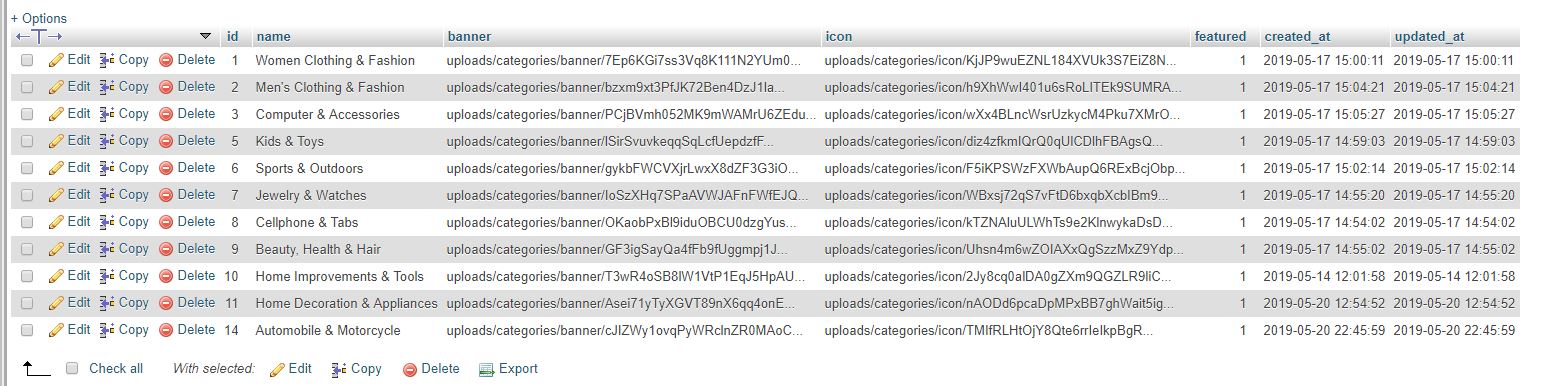 + Options
id name banner icon featured created_at updated_at
Edit Copy Delete 1 Women Clothing & Fashion uploads/categories/banner/7Ep6KGi7ss3Vq8K111N2YUm0... uploads/categories/icon/KjJP9wuEZNL184XVUk3S7EiZ8N... 1 2019-05-17 15:00:11 2019-05-17 15:00:11
Edit Copy Delete 2 Men's Clothing & Fashion uploads/categories/banner/bzxm9xt3PfJK72Ben4DzJ1la... uploads/categories/icon/h9XhWwI401u6sRoLITEk9SUMRA... 1 2019-05-17 15:04:21 2019-05-17 15:04:21
Edit Copy Delete 3 Computer & Accessories uploads/categories/banner/PCjBVmh052MK9mWAMrU6ZEdu... uploads/categories/icon/wXx4BLncWsrUzkycM4Pku7XMrO... 1 2019-05-17 15:05:27 2019-05-17 15:05:27
Edit Copy Delete 5 Kids & Toys uploads/categories/banner/ISirSvuvkeqqSqLcfUepdzfF... uploads/categories/icon/diz4zfkmIQrQ0qUICDIhFBAgsQ... 1 2019-05-17 14:59:03 2019-05-17 14:59:03
Edit Copy Delete 6 Sports & Outdoors uploads/categories/banner/gykbFWCVXjrLwxX8dZF3G3iO... uploads/categories/icon/F5iKPSWzFXWbAupQ6RExBcjObp... 1 2019-05-17 15:02:14 2019-05-17 15:02:14
Edit Copy Delete 7 Jewelry & Watches uploads/categories/banner/IoSzXHq7SPaAVWJAFnFWfEJQ... uploads/categories/icon/WBxsj72qS7vFtD6bxqbXcbIBm9... 1 2019-05-17 14:55:20 2019-05-17 14:55:20
Edit Copy Delete 8 Cellphone & Tabs uploads/categories/banner/OKaobPxBl9iduOBCU0dzgYus... uploads/categories/icon/kTZNAIuULWhTs9e2KlnwykaDsD... 1 2019-05-17 14:54:02 2019-05-17 14:54:02
Edit Copy Delete 9 Beauty, Health & Hair uploads/categories/banner/GF3igSayQa4fFb9fUggmpj1J... uploads/categories/icon/Uhsn4m6wZOIAXxQgSzzMxZ9Ydp... 1 2019-05-17 14:55:02 2019-05-17 14:55:02
Edit Copy Delete 10 Home Improvements & Tools uploads/categories/banner/T3wR4oSB8IW1VtP1EqJ5HpAU... uploads/categories/icon/2Jy8cq0alDA0gZXm9QGZLR9liC... 1 2019-05-14 12:01:58 2019-05-14 12:01:58
Edit Copy Delete 11 Home Decoration & Appliances uploads/categories/banner/Asei71yTyXGVT89nX6qq4onE... uploads/categories/icon/nAODd6pcaDpMPxBB7ghWait5ig... 1 2019-05-20 12:54:52 2019-05-20 12:54:52
Edit Copy Delete 14 Automobile & Motorcycle uploads/categories/banner/cJIZWy1ovqPyWRclnZR0MAoC... uploads/categories/icon/TMIfRLHtOjY8Qte6rrIeIkpBgR... 1 2019-05-20 22:45:59 2019-05-20 22:45:59
Check all With selected: Edit Copy Delete Export